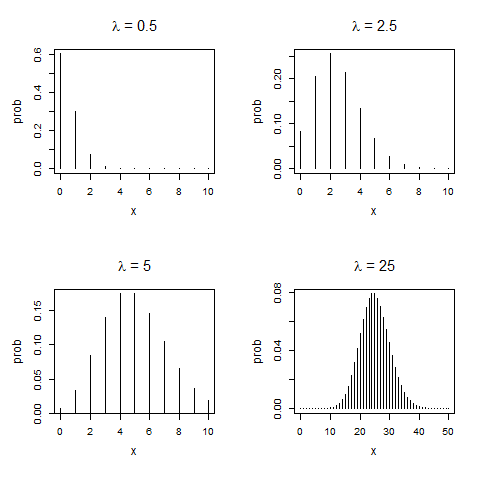 λ = 0.5
prob
0.0 0.2 0.4 0.6
0 2 4 6 8 10
x
λ = 2.5
prob
0.00 0.10 0.20
0 2 4 6 8 10
x
λ = 5
prob
0.00 0.05 0.10 0.15
0 2 4 6 8 10
x
λ = 25
prob
0.00 0.04 0.08
0 10 20 30 40 50
x